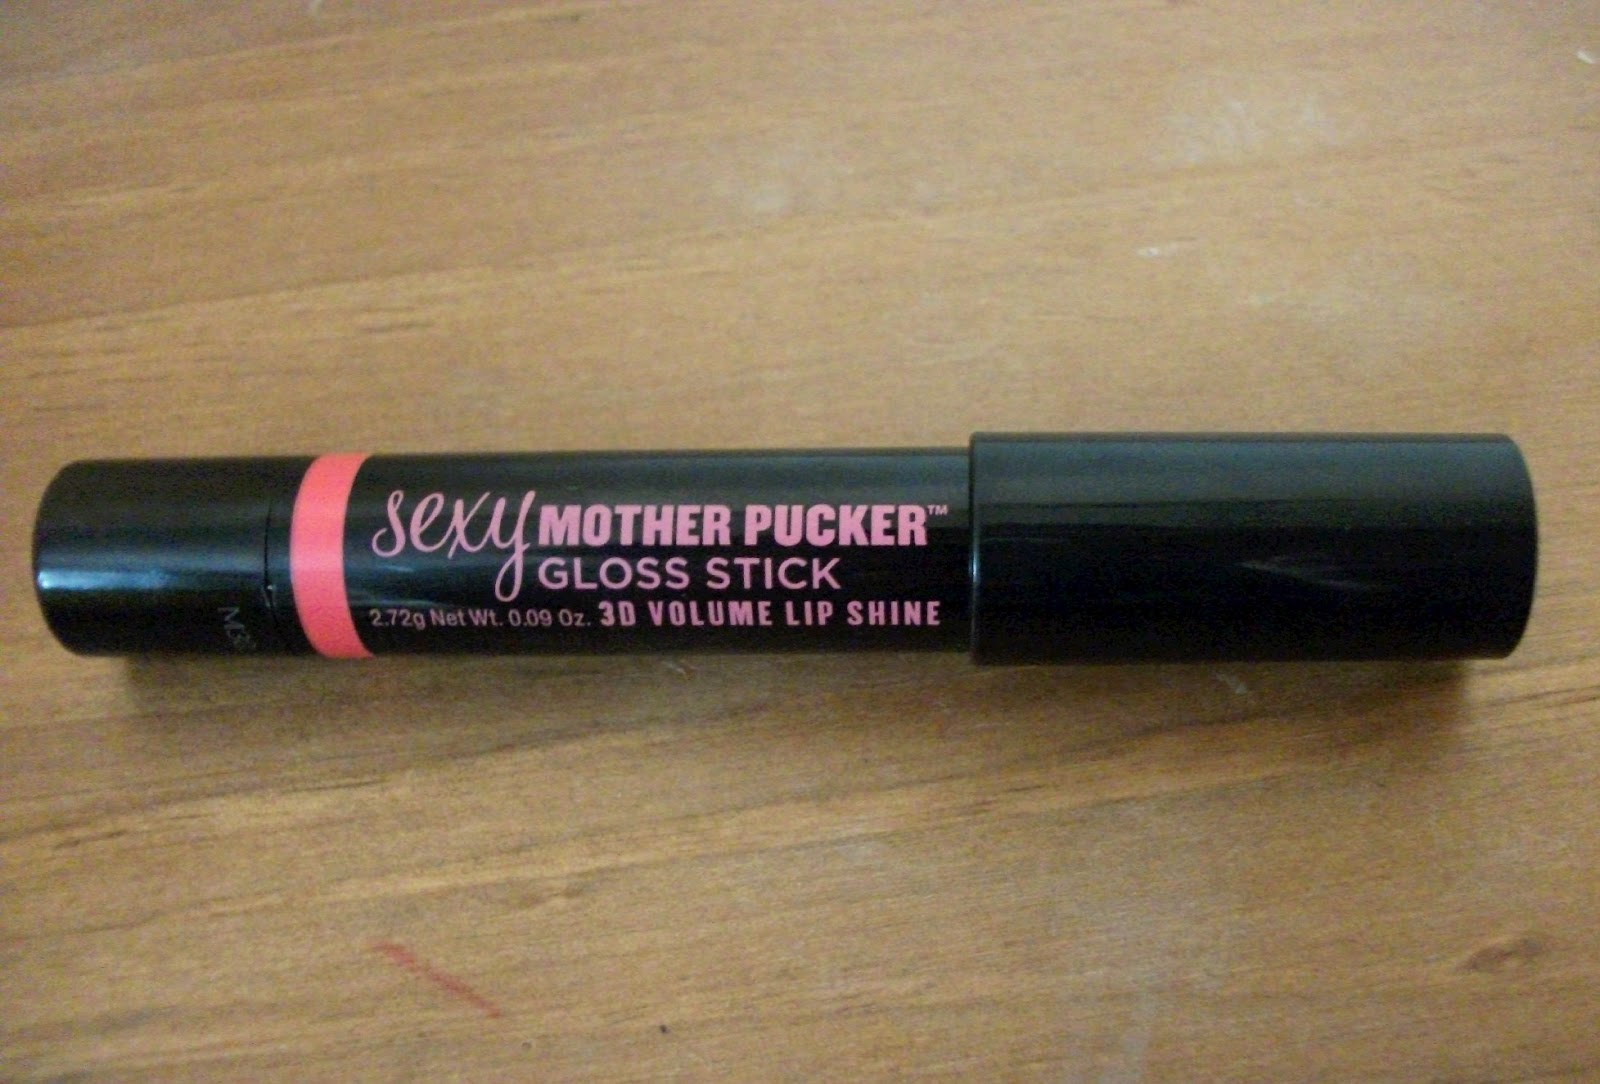 sexy MOTHER PUCKER™
GLOSS STICK
2.72g Net Wt. 0.09 Oz. 3D VOLUME LIP SHINE